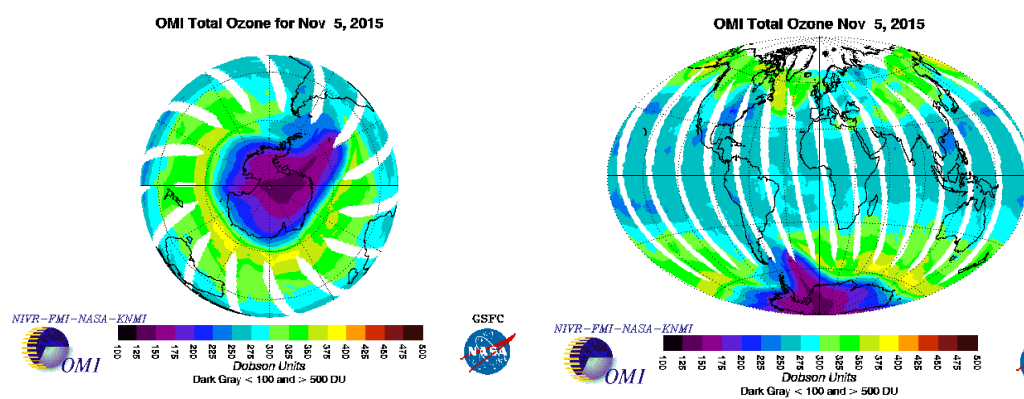 OMI Total Ozone for Nov 5, 2015
NIVR-FMI-NASA-KNMI
GSFC
OMI
NASA
100 125 150 175 200 225 250 275 300 325 350 375 400 425 450 475 500
Dobson Units
Dark Gray < 100 and > 500 DU
OMI Total Ozone Nov 5, 2015
NIVR-FMI-NASA-KNMI
OMI
100 125 150 175 200 225 250 275 300 325 350 375 400 425 450 475 500
Dobson Units
Dark Gray < 100 and > 500 DU